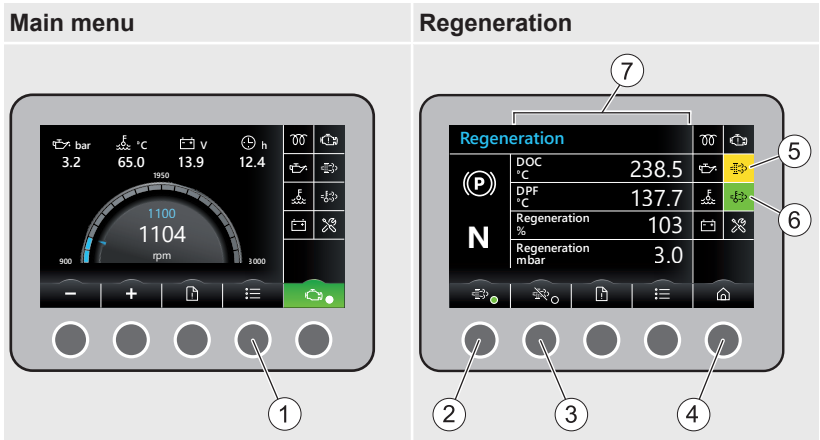 Main menu
Regeneration
bar °C V h
3.2 65.0 13.9 12.4
1950
1100
1104
rpm
900 3000
1
7
Regeneration
P
DOC
°C 238.5
DPF
°C 137.7
N
Regeneration
% 103
Regeneration
mbar 3.0
5
6
2
3
4